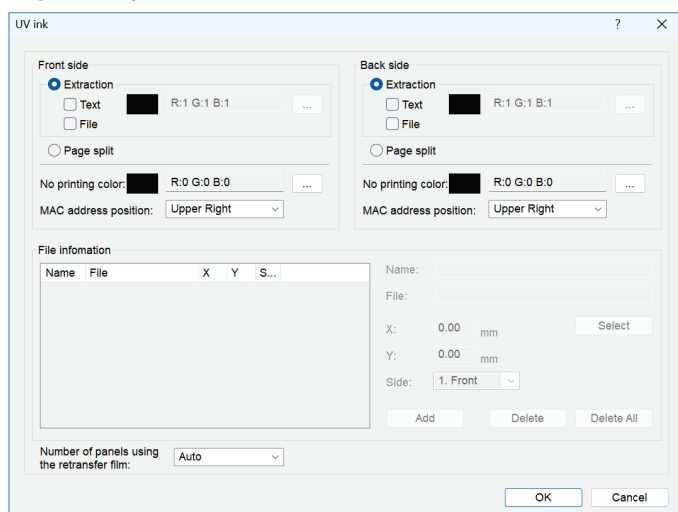 UV ink ? X
Front side
Extraction
Text R:1 G:1 B:1 ...
File
Page split
No printing color: R:0 G:0 B:0 ...
MAC address position: Upper Right
Back side
Extraction
Text R:1 G:1 B:1 ...
File
Page split
No printing color: R:0 G:0 B:0 ...
MAC address position: Upper Right
File infomation
Name File X Y S...
Name:
File:
X: 0.00 mm
Select
Y: 0.00 mm
Side: 1. Front
Add Delete Delete All
Number of panels using
the retransfer film: Auto
OK Cancel